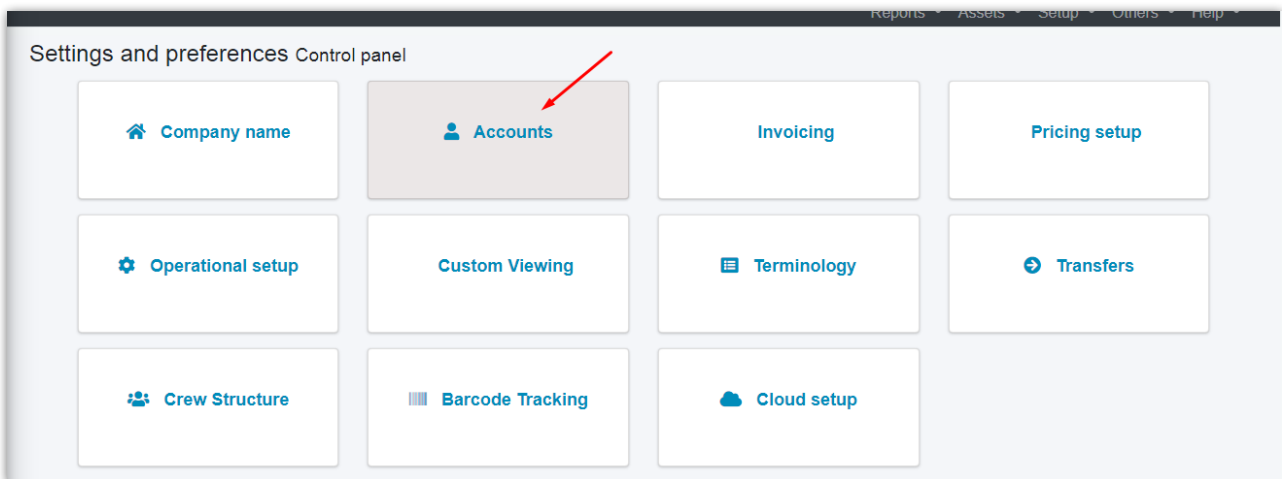 Reports Assets Setup Others Help
Settings and preferences Control panel
Company name Accounts Invoicing Pricing setup
Operational setup Custom Viewing Terminology Transfers
Crew Structure Barcode Tracking Cloud setup